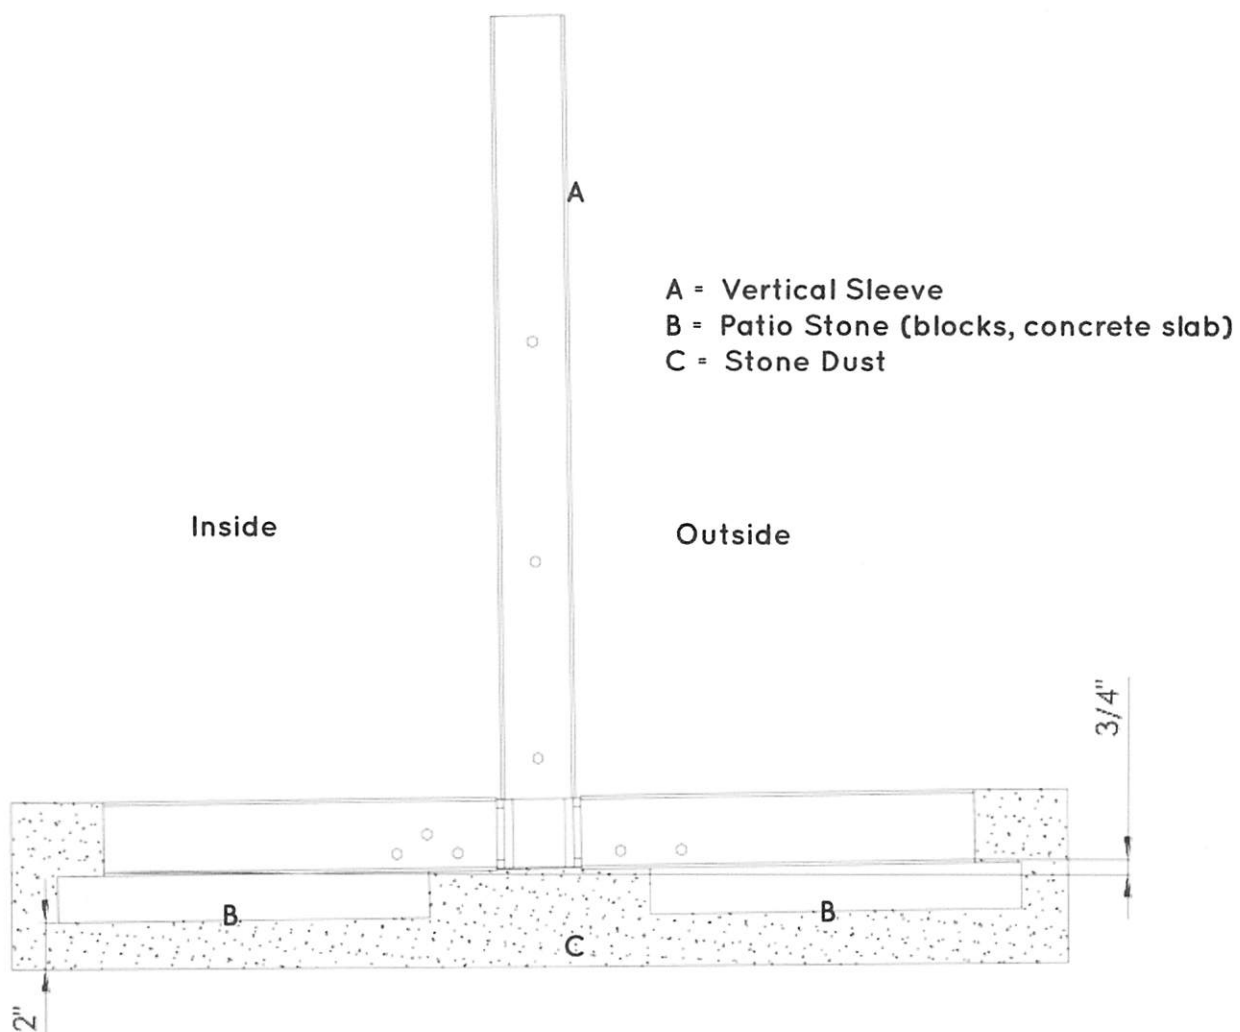 A
A = Vertical Sleeve
B = Patio Stone (blocks, concrete slab)
C = Stone Dust
Inside
Outside
3/4"
B
B
C
2"